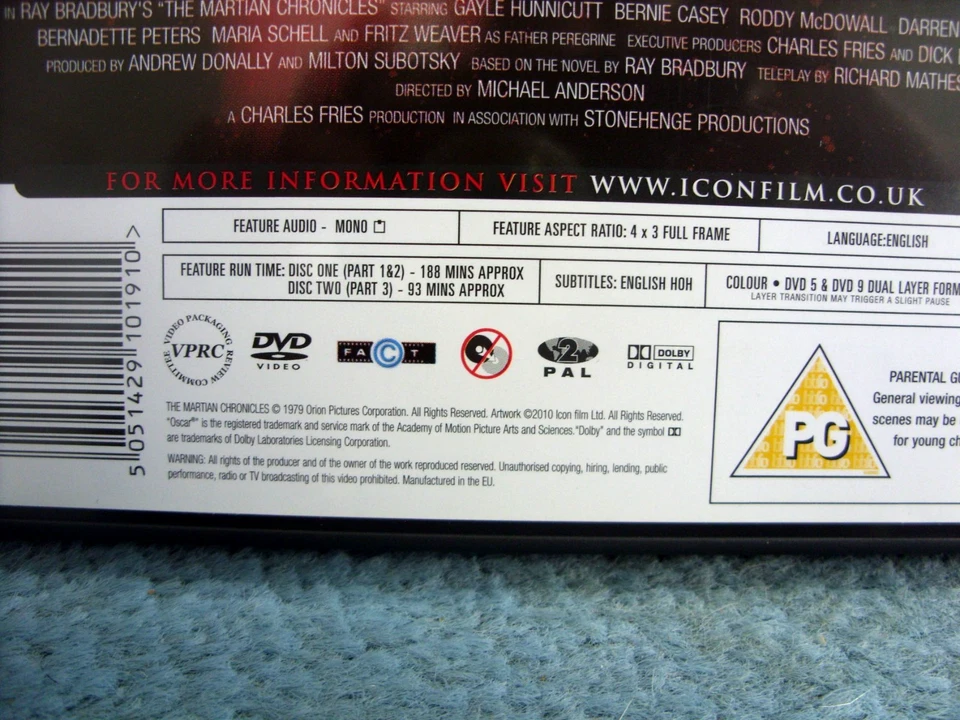 IN RAY BRADBURY'S "THE MARTIAN CHRONICLES" STARRING GAYLE HUNNICUTT BERNIE CASEY RODDY McDOWALL DARREN
BERNADETTE PETERS MARIA SCHELL AND FRITZ WEAVER AS FATHER PEREGRINE EXECUTIVE PRODUCERS CHARLES FRIES AND DICK
PRODUCED BY ANDREW DONALLY AND MILTON SUBOTSKY BASED ON THE NOVEL BY RAY BRADBURY TELEPLAY BY RICHARD MATHES
DIRECTED BY MICHAEL ANDERSON
A CHARLES FRIES PRODUCTION IN ASSOCIATION WITH STONEHENGE PRODUCTIONS
FOR MORE INFORMATION VISIT WWW.ICONFILM.CO.UK
FEATURE AUDIO - MONO
FEATURE ASPECT RATIO: 4 x 3 FULL FRAME
LANGUAGE:ENGLISH
FEATURE RUN TIME: DISC ONE (PART 1&2) - 188 MINS APPROX
DISC TWO (PART 3) - 93 MINS APPROX
SUBTITLES: ENGLISH HOH
COLOUR • DVD 5 & DVD 9 DUAL LAYER FORM
LAYER TRANSITION MAY TRIGGER A SLIGHT PAUSE
5 051429 101910 >
VIDEO PACKAGING REVIEW COMMITTEE
VPRC
DVD
VIDEO
FACT
2
PAL
DOLBY
DIGITAL
THE MARTIAN CHRONICLES © 1979 Orion Pictures Corporation. All Rights Reserved. Artwork ©2010 Icon film Ltd. All Rights Reserved.
"Oscar®" is the registered trademark and service mark of the Academy of Motion Picture Arts and Sciences."Dolby" and the symbol
are trademarks of Dolby Laboratories Licensing Corporation.
WARNING: All rights of the producer and of the owner of the work reproduced reserved. Unauthorised copying, hiring, lending, public
performance, radio or TV broadcasting of this video prohibited. Manufactured in the EU.
PG
PARENTAL GU
General viewing
scenes may be
for young ch